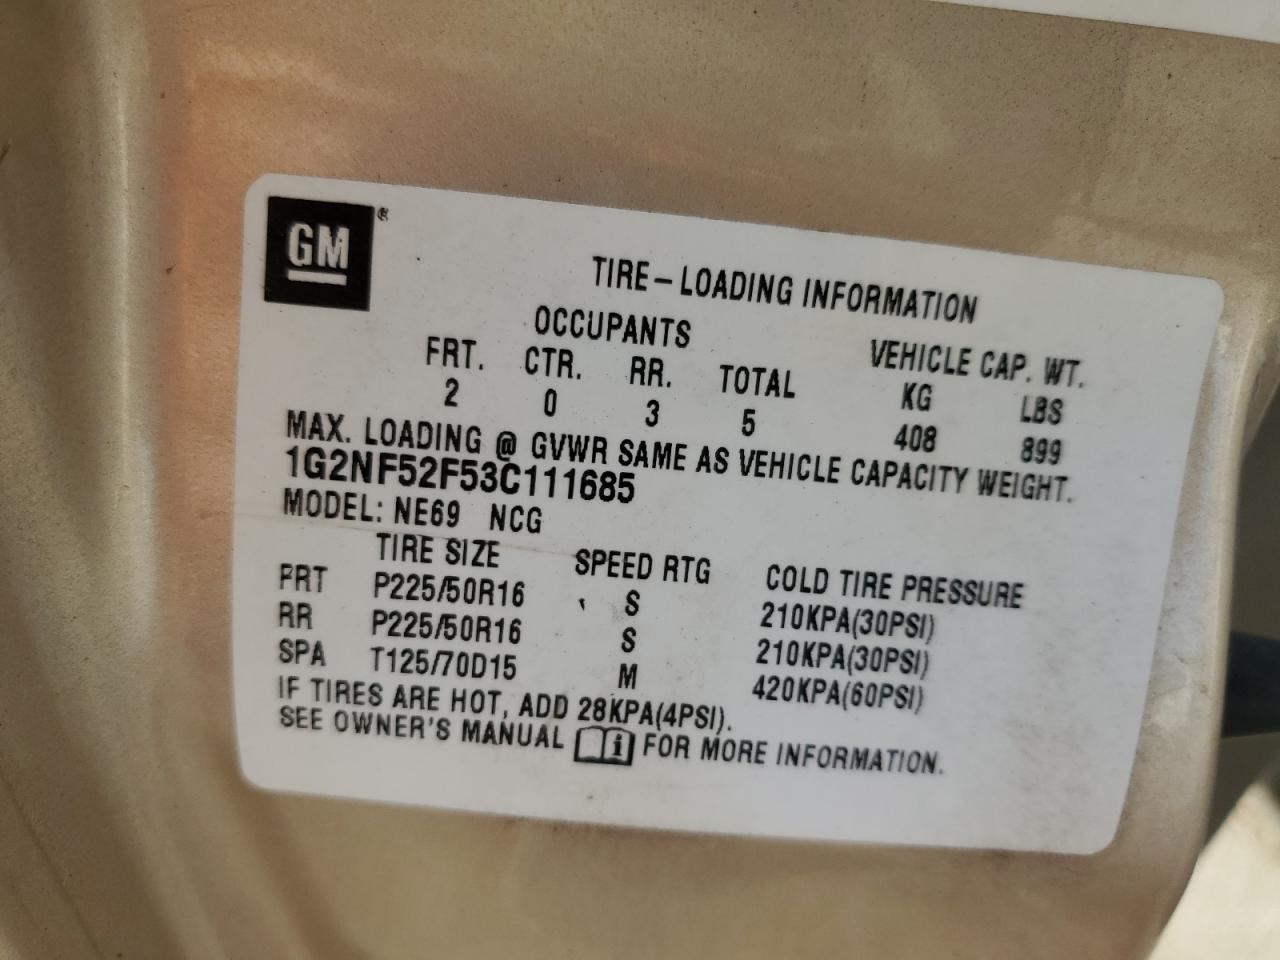 GM®
TIRE-LOADING INFORMATION
OCCUPANTS VEHICLE CAP. WT.
FRT. CTR. RR. TOTAL KG LBS
2 0 3 5 408 899
MAX. LOADING @ GVWR SAME AS VEHICLE CAPACITY WEIGHT.
1G2NF52F53C111685
MODEL: NE69 NCG
TIRE SIZE SPEED RTG COLD TIRE PRESSURE
FRT P225/50R16 S 210KPA(30PSI)
RR P225/50R16 S 210KPA(30PSI)
SPA T125/70D15 M 420KPA(60PSI)
IF TIRES ARE HOT, ADD 28KPA(4PSI).
SEE OWNER'S MANUAL i FOR MORE INFORMATION.